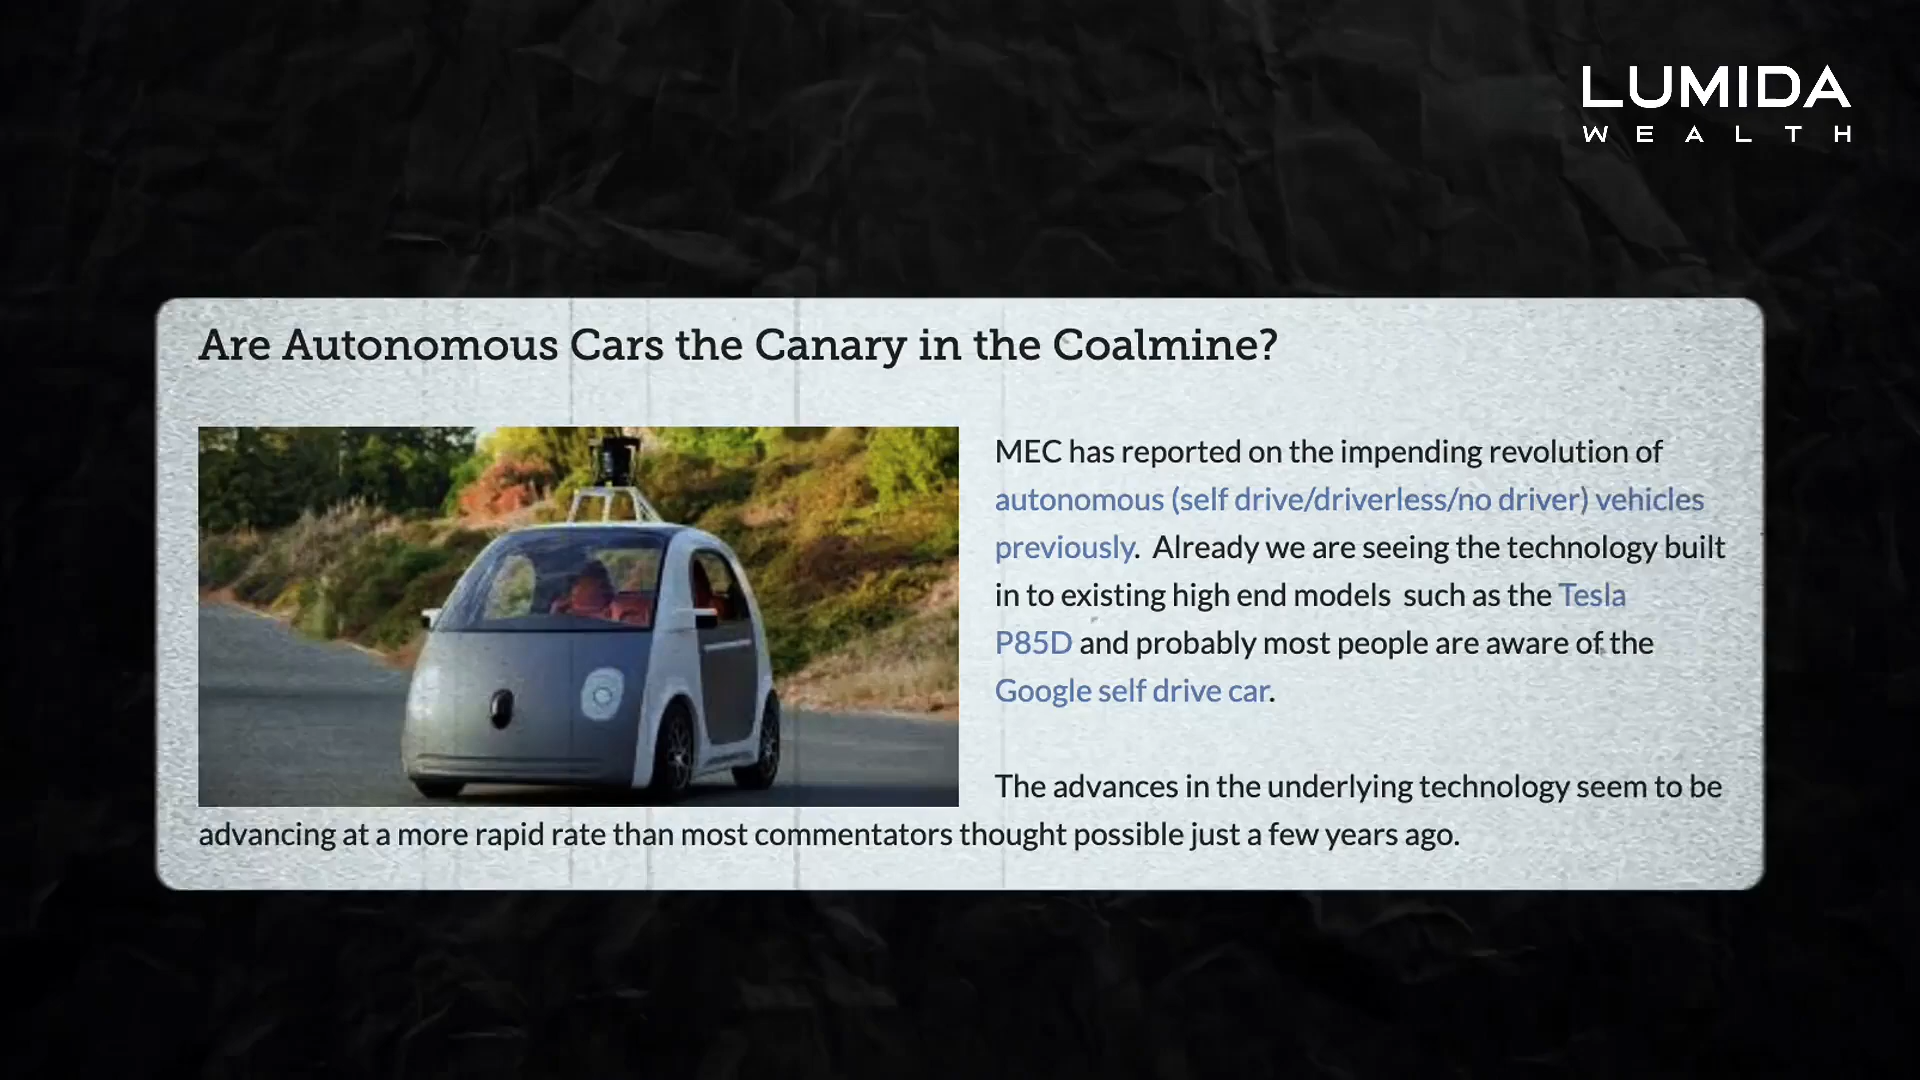 LUMIDA
WEALTH
Are Autonomous Cars the Canary in the Coalmine?
MEC has reported on the impending revolution of
autonomous (self drive/driverless/no driver) vehicles
previously. Already we are seeing the technology built
in to existing high end models such as the Tesla
P85D and probably most people are aware of the
Google self drive car.
The advances in the underlying technology seem to be
advancing at a more rapid rate than most commentators thought possible just a few years ago.